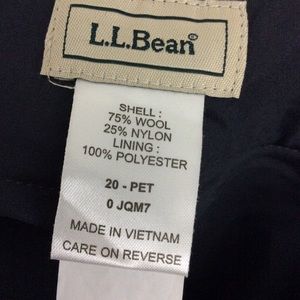 L.L.Bean®
SHELL :
75% WOOL
25% NYLON
LINING :
100% POLYESTER
20 - PET
0 JQM7
MADE IN VIETNAM
CARE ON REVERSE